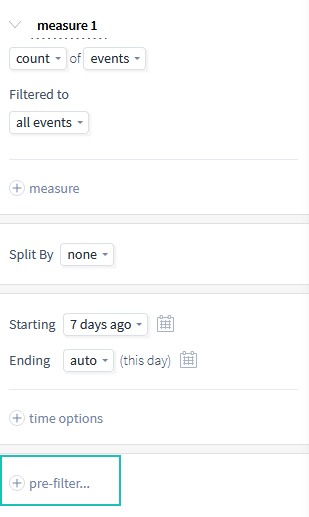 measure 1
count of events
Filtered to
all events
measure
Split By none
Starting 7 days ago
Ending auto (this day)
time options
pre-filter...